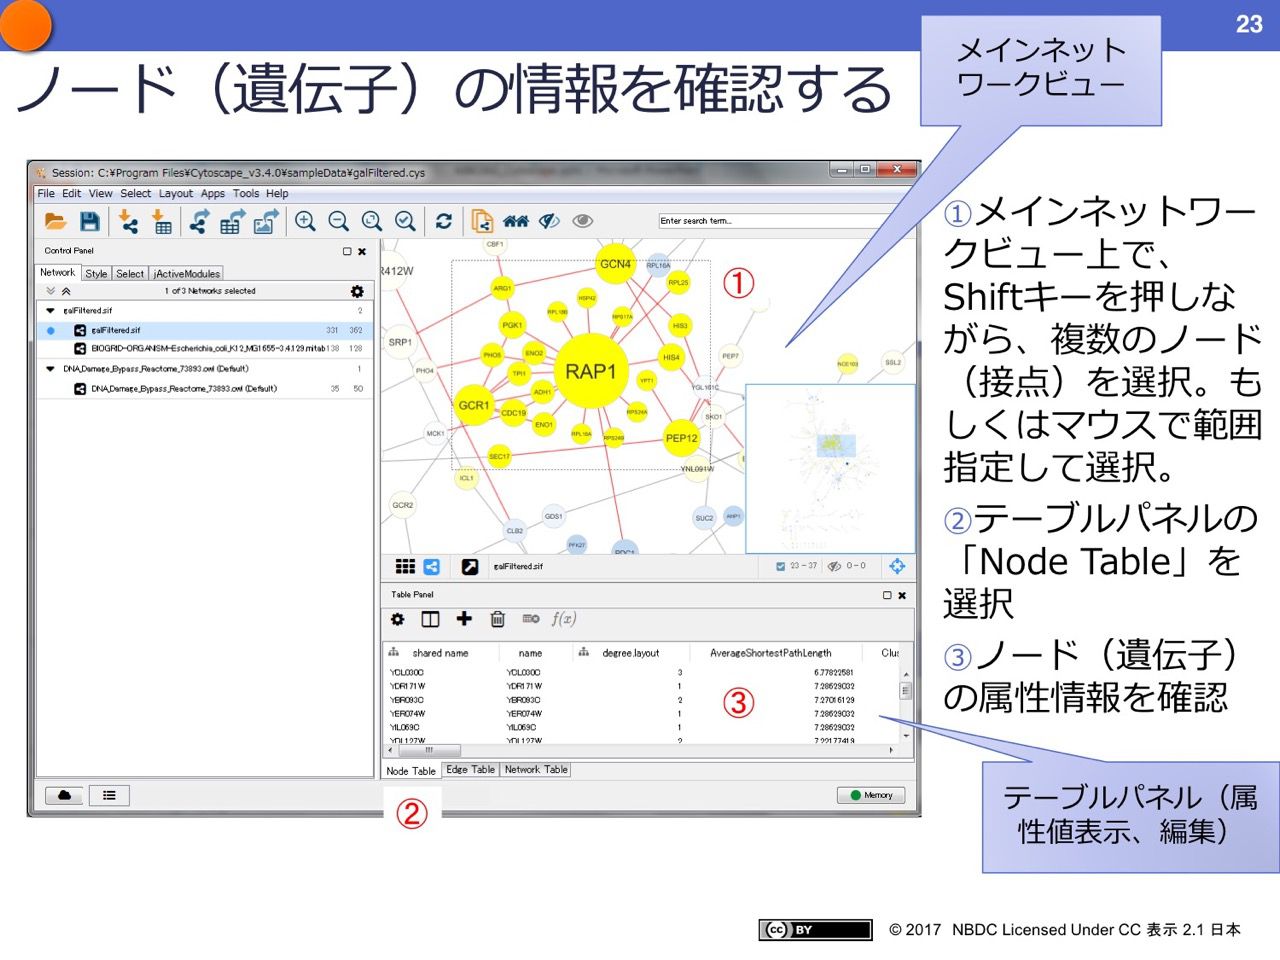 23
ノード（遺伝子）の情報を確認する
メインネット
ワークビュー
Session: C:¥Program Files¥Cytoscape_v3.4.0¥sampleData¥galFiltered.cys
File Edit View Select Layout Apps Tools Help
Enter search term...
Control Panel
Network Style Select jActiveModules
1 of 3 Networks selected
galFiltered.sif 2
galFiltered.sif 331 362
BIOGRID-ORGANISM-Escherichia_coli_K12_MG1655-3.4.129.mitab 138 128
DNA_Damage_Bypass_Reactome_73893.owl (Default) 1
DNA_Damage_Bypass_Reactome_73893.owl (Default) 35 50
CBF1
R412W
GCN4
RPL16A
RPL25
ARG1
HSP42
RPL18B
RPS17A
PGK1
HIS3
SRP1
PHO5
ENO2
HIS4
PEP7
NCE103
SSL2
PHO4
TPI1
RAP1
YPT1
YGL161C
ADH1
GCR1
CDC19
RPS24A
SKO1
MCK1
ENO1
RPL16A
RPS24B
PEP12
SEC17
YNL091W
ICL1
GCR2
GDS1
SUC2
AHP1
CLB2
PFK27
PDC1
①
galFiltered.sif
23 - 37
0 - 0
Table Panel
f(x)
shared name name degree.layout AverageShortestPathLength Clus
YDL030C YDL030C 3 6.77822581
YDR171W YDR171W 1 7.28629032
YBR093C YBR093C 2 7.27016129
YER074W YER074W 1 7.28629032
YIL069C YIL069C 1 7.28629032
YDL127W YDL127W 2 7.22177419
③
Node Table Edge Table Network Table
②
Memory
①メインネットワー
クビュー上で、
Shiftキーを押しな
がら、複数のノード
（接点）を選択。も
しくはマウスで範囲
指定して選択。
②テーブルパネルの
「Node Table」を
選択
③ノード（遺伝子）
の属性情報を確認
テーブルパネル（属
性値表示、編集）
cc BY
© 2017 NBDC Licensed Under CC 表示 2.1 日本